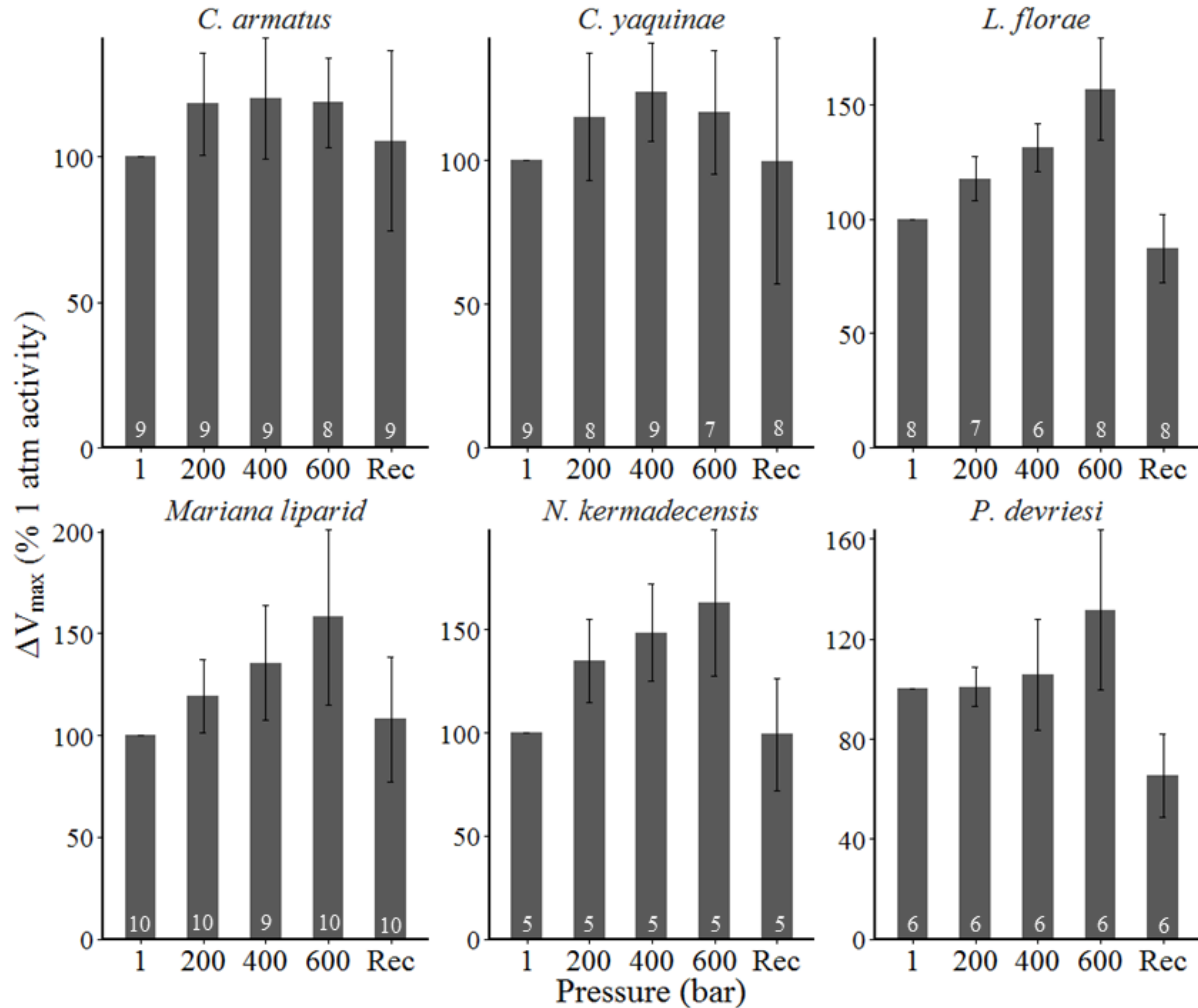 C. armatus C. yaquinae L. florae
ΔVmax (% 1 atm activity)
100
50
0
9 9 9 8 9
1 200 400 600 Rec
100
50
0
9 8 9 7 8
1 200 400 600 Rec
150
100
50
0
8 7 6 8 8
1 200 400 600 Rec
Mariana liparid N. kermadecensis P. devriesi
200
150
100
50
0
10 10 9 10 10
1 200 400 600 Rec
150
100
50
0
5 5 5 5 5
1 200 400 600 Rec
160
120
80
40
0
6 6 6 6 6
1 200 400 600 Rec
Pressure (bar)